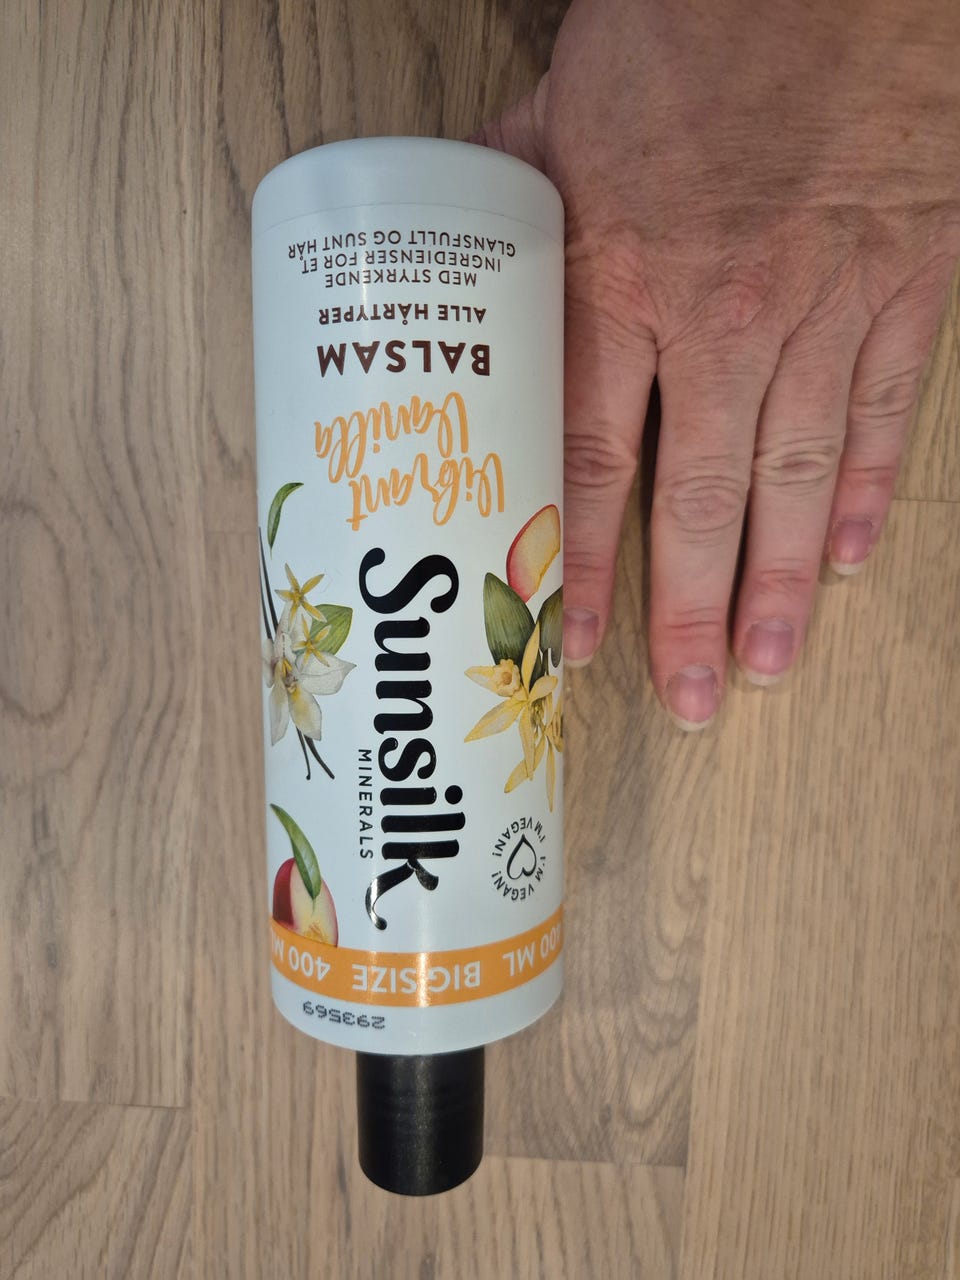 293569
400 ML BIG SIZE 400 M
I'M VEGAN! I'M VEGAN!
Sunsilk
MINERALS
Vibrant
Vanilla
BALSAM
ALLE HÅRTYPER
MED STYRKENDE
INGREDIENSER FOR ET
GLANSFULLT OG SUNT HÅR